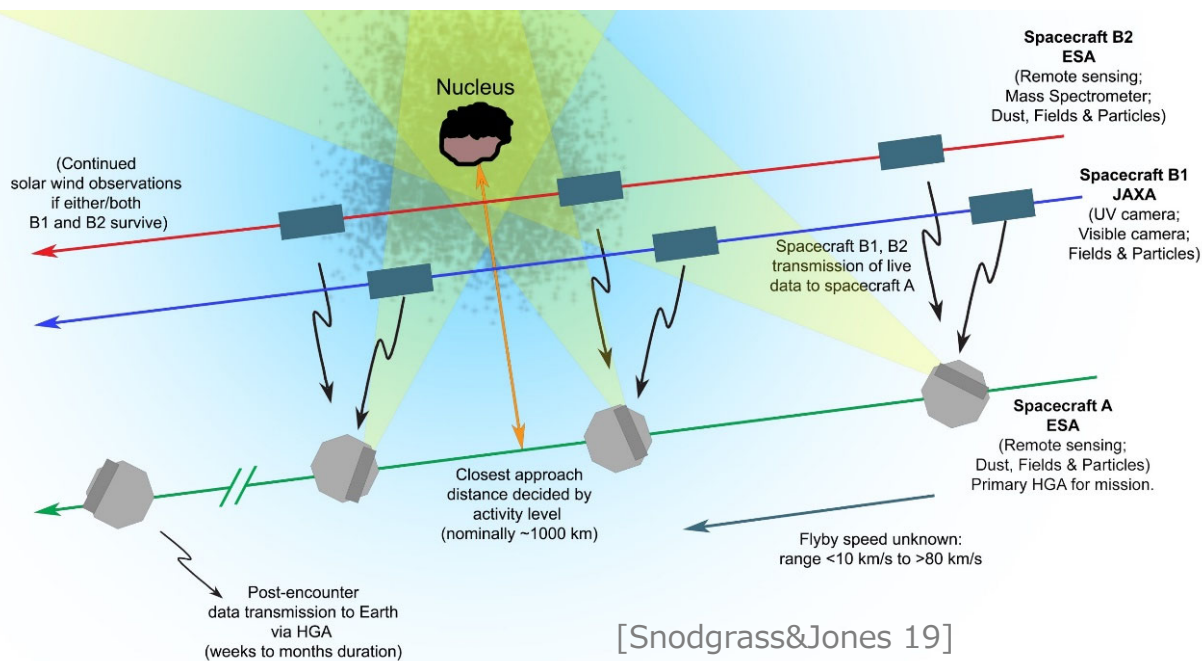 Nucleus
Spacecraft B2
ESA
(Remote sensing;
Mass Spectrometer;
Dust, Fields & Particles)
(Continued
solar wind observations
if either/both
B1 and B2 survive)
Spacecraft B1
JAXA
(UV camera;
Visible camera;
Fields & Particles)
Spacecraft B1, B2
transmission of live
data to spacecraft A
Spacecraft A
ESA
(Remote sensing;
Dust, Fields & Particles)
Primary HGA for mission.
Closest approach
distance decided by
activity level
(nominally ~1000 km)
Flyby speed unknown:
range <10 km/s to >80 km/s
Post-encounter
data transmission to Earth
via HGA
(weeks to months duration)
[Snodgrass&Jones 19]